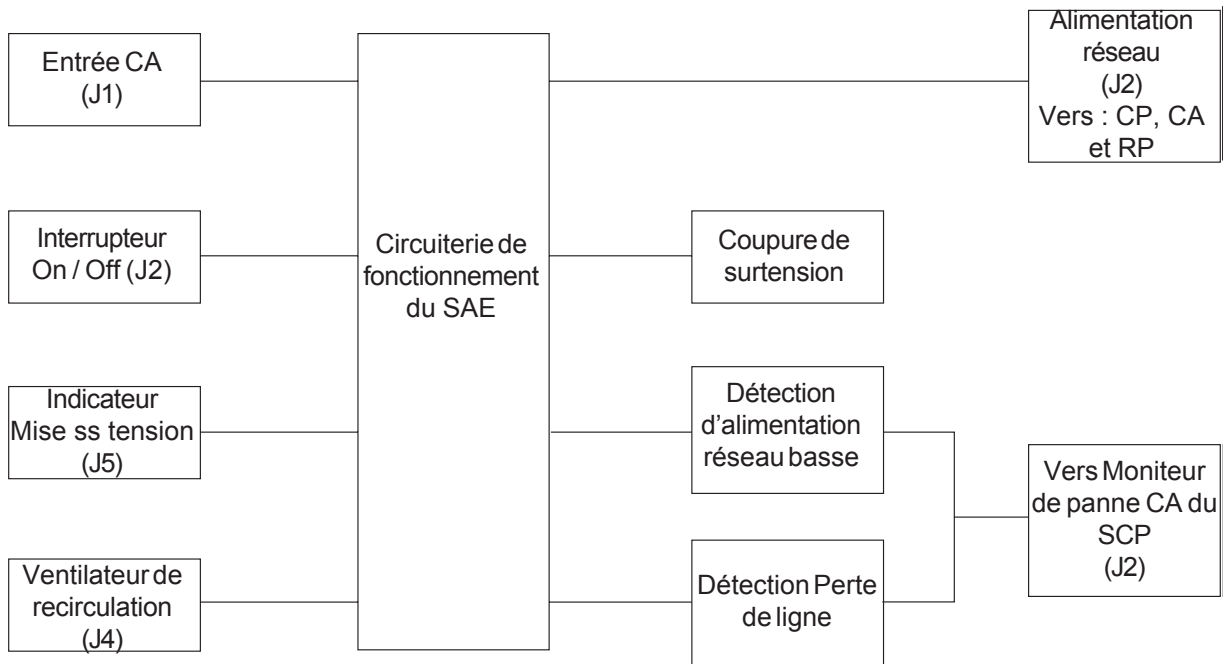 Entrée CA
(J1)
Interrupteur
On / Off (J2)
Indicateur
Mise ss tension
(J5)
Ventilateur de
recirculation
(J4)
Circuiterie de
fonctionnement
du SAE
Coupure de
surtension
Détection
d’alimentation
réseau basse
Détection Perte
de ligne
Alimentation
réseau
(J2)
Vers : CP, CA
et RP
Vers Moniteur
de panne CA du
SCP
(J2)